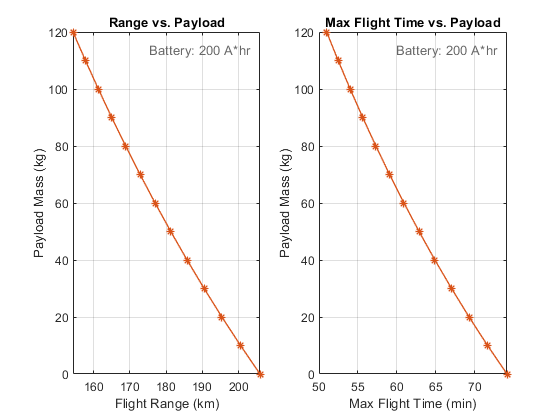 Range vs. Payload
Battery: 200 A*hr
120
100
80
60
40
20
0
Payload Mass (kg)
160 170 180 190 200
Flight Range (km)
Max Flight Time vs. Payload
Battery: 200 A*hr
120
100
80
60
40
20
0
Payload Mass (kg)
50 55 60 65 70
Max Flight Time (min)